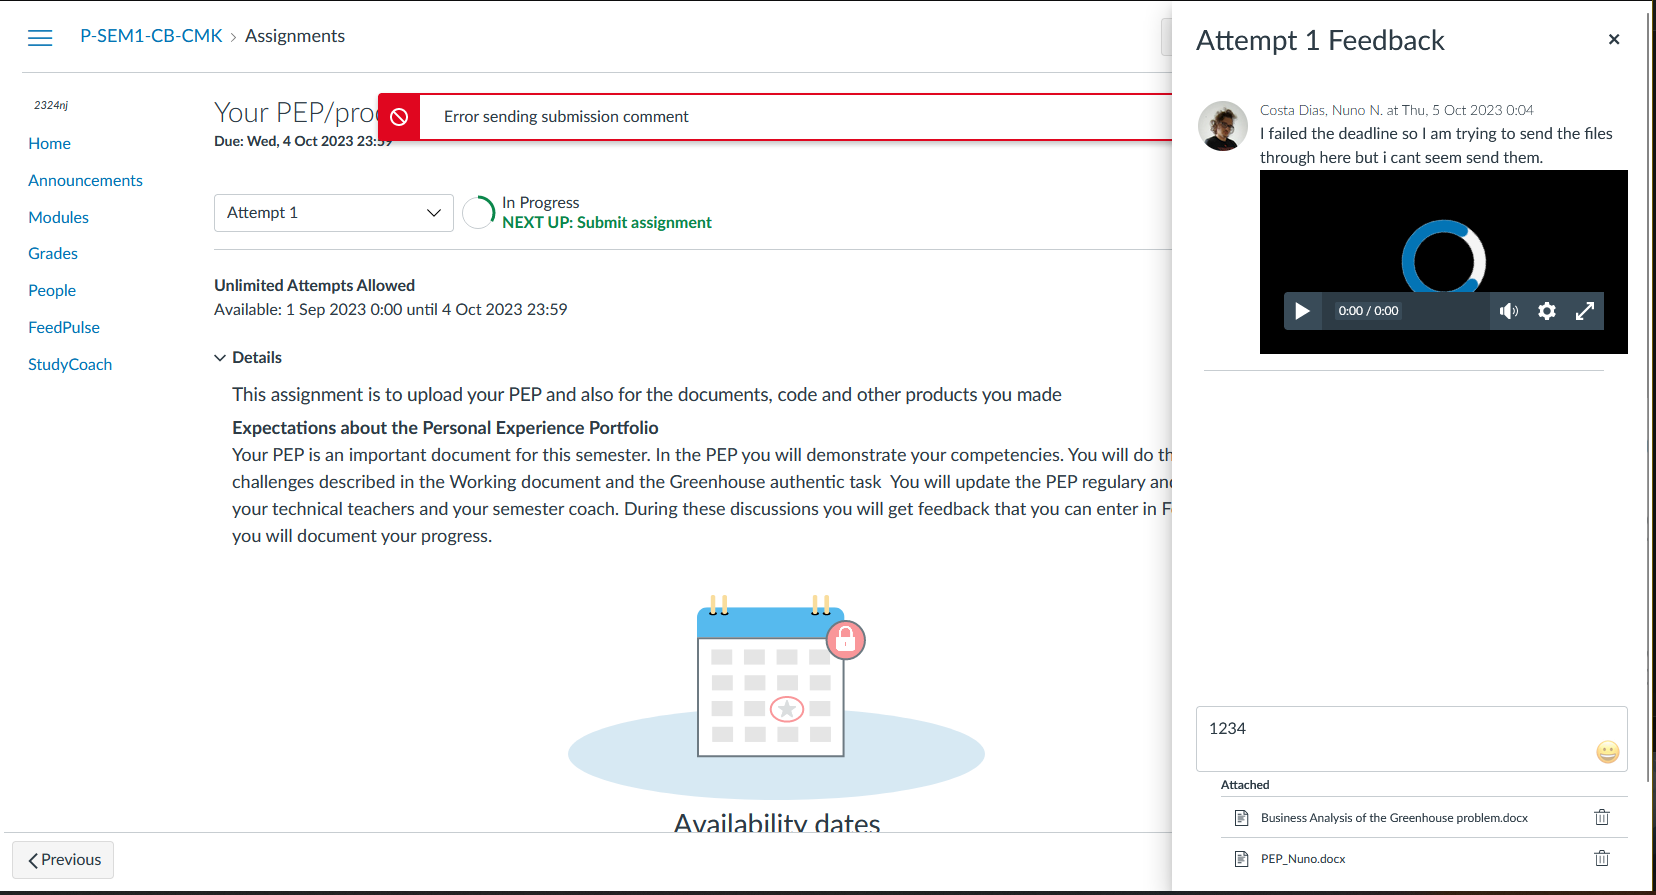 P-SEM1-CB-CMK › Assignments
2324nj
Home
Announcements
Modules
Grades
People
FeedPulse
StudyCoach
Your PEP/pro
Due: Wed, 4 Oct 2023 23:59
Error sending submission comment
Attempt 1
In Progress
NEXT UP: Submit assignment
Unlimited Attempts Allowed
Available: 1 Sep 2023 0:00 until 4 Oct 2023 23:59
Details
This assignment is to upload your PEP and also for the documents, code and other products you made
Expectations about the Personal Experience Portfolio
Your PEP is an important document for this semester. In the PEP you will demonstrate your competencies. You will do th
challenges described in the Working document and the Greenhouse authentic task You will update the PEP regulary and
your technical teachers and your semester coach. During these discussions you will get feedback that you can enter in F
you will document your progress.
Availability dates
Previous
Attempt 1 Feedback
Costa Dias, Nuno N. at Thu, 5 Oct 2023 0:04
I failed the deadline so I am trying to send the files
through here but i cant seem send them.
0:00 / 0:00
1234
Attached
Business Analysis of the Greenhouse problem.docx
PEP_Nuno.docx